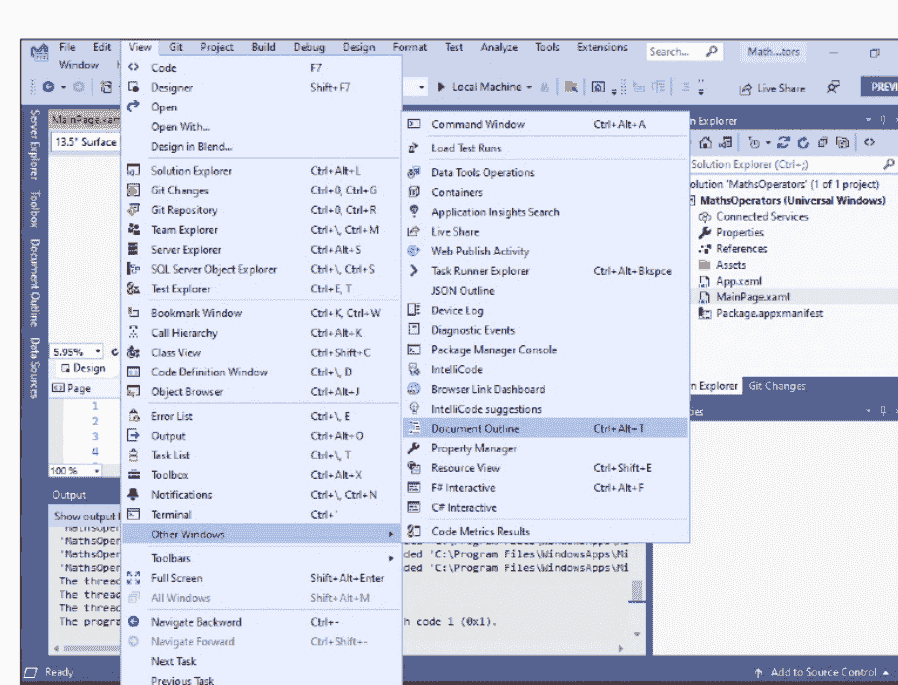 File Edit View Git Project Build Debug Design Format Test Analyze Tools Extensions Search... Math...tors
Window
Local Machine Live Share PREVI
Server Explorer
Toolbox
Document Outline
Data Sources
MainPage.xam
13.5" Surface
5.95%
Design
Page
1
2
3
4
100 %
Code F7
Designer Shift+F7
Open
Open With...
Design in Blend...
Solution Explorer Ctrl+Alt+L
Git Changes Ctrl+0, Ctrl+G
Git Repository Ctrl+0, Ctrl+R
Team Explorer Ctrl+\, Ctrl+M
Server Explorer Ctrl+Alt+S
SQL Server Object Explorer Ctrl+\, Ctrl+S
Test Explorer Ctrl+E, T
Bookmark Window Ctrl+K, Ctrl+W
Call Hierarchy Ctrl+Alt+K
Class View Ctrl+Shift+C
Code Definition Window Ctrl+\, D
Object Browser Ctrl+Alt+J
Error List Ctrl+\, E
Output Ctrl+Alt+O
Task List Ctrl+\, T
Toolbox Ctrl+Alt+X
Notifications Ctrl+\, Ctrl+N
Terminal Ctrl+'
Other Windows
Toolbars
Full Screen Shift+Alt+Enter
All Windows Shift+Alt+M
Navigate Backward Ctrl+-
Navigate Forward Ctrl+Shift+-
Next Task
Previous Task
Command Window Ctrl+Alt+A
Load Test Runs
Data Tools Operations
Containers
Application Insights Search
Live Share
Web Publish Activity
Task Runner Explorer Ctrl+Alt+Bkspce
JSON Outline
Device Log
Diagnostic Events
Package Manager Console
IntelliCode
Browser Link Dashboard
IntelliCode suggestions
Document Outline Ctrl+Alt+T
Property Manager
Resource View Ctrl+Shift+E
F# Interactive Ctrl+Alt+F
C# Interactive
Code Metrics Results
n Explorer
Solution Explorer (Ctrl+;)
olution 'MathsOperators' (1 of 1 project)
MathsOperators (Universal Windows)
Connected Services
Properties
References
Assets
App.xaml
MainPage.xaml
Package.appxmanifest
n Explorer Git Changes
Output
Show output f
'MathsOper
'MathsOper ded 'C:\Program Files\WindowsApps\Mi
'MathsOper ded 'C:\Program Files\WindowsApps\Mi
The thread
The thread
The thread
The progra h code 1 (0x1).
Ready Add to Source Control